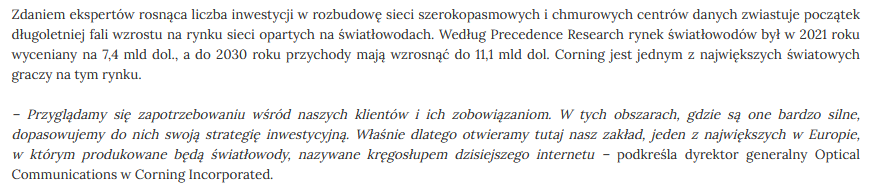 Zdaniem ekspertów rosnąca liczba inwestycji w rozbudowę sieci szerokopasmowych i chmurowych centrów danych zwiastuje początek
długoletniej fali wzrostu na rynku sieci opartych na światłowodach. Według Precedence Research rynek światłowodów był w 2021 roku
wyceniany na 7,4 mld dol., a do 2030 roku przychody mają wzrosnąć do 11,1 mld dol. Corning jest jednym z największych światowych
graczy na tym rynku.
– Przyglądamy się zapotrzebowaniu wśród naszych klientów i ich zobowiązaniom. W tych obszarach, gdzie są one bardzo silne,
dopasowujemy do nich swoją strategię inwestycyjną. Właśnie dlatego otwieramy tutaj nasz zakład, jeden z największych w Europie,
w którym produkowane będą światłowody, nazywane kręgosłupem dzisiejszego internetu – podkreśla dyrektor generalny Optical
Communications w Corning Incorporated.